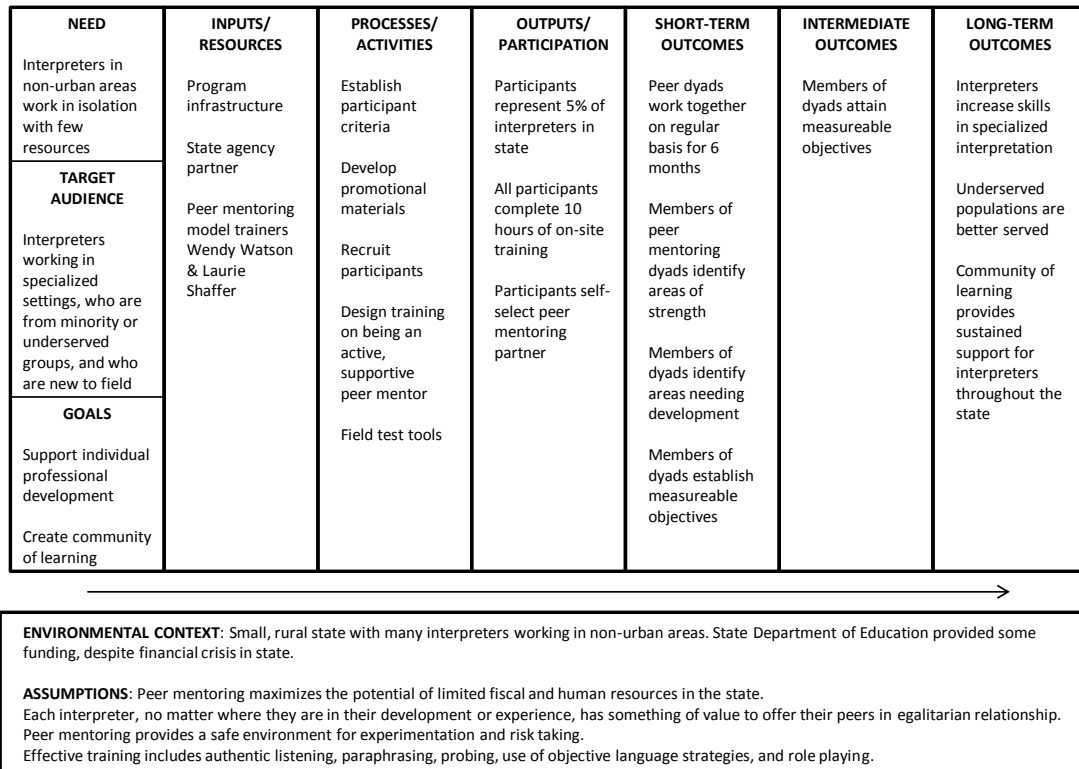 NEED
Interpreters in
non-urban areas
work in isolation
with few
resources
TARGET
AUDIENCE
Interpreters
working in
specialized
settings, who are
from minority or
underserved
groups, and who
are new to field
GOALS
Support individual
professional
development
Create community
of learning
INPUTS/
RESOURCES
Program
infrastructure
State agency
partner
Peer mentoring
model trainers
Wendy Watson
& Laurie
Shaffer
PROCESSES/
ACTIVITIES
Establish
participant
criteria
Develop
promotional
materials
Recruit
participants
Design training
on being an
active,
supportive
peer mentor
Field test tools
OUTPUTS/
PARTICIPATION
Participants
represent 5% of
interpreters in
state
All participants
complete 10
hours of on-site
training
Participants self-
select peer
mentoring
partner
SHORT-TERM
OUTCOMES
Peer dyads
work together
on regular
basis for 6
months
Members of
peer
mentoring
dyads identify
areas of
strength
Members of
dyads identify
areas needing
development
Members of
dyads establish
measureable
objectives
INTERMEDIATE
OUTCOMES
Members of
dyads attain
measureable
objectives
LONG-TERM
OUTCOMES
Interpreters
increase skills
in specialized
interpretation
Underserved
populations are
better served
Community of
learning
provides
sustained
support for
interpreters
throughout the
state
ENVIRONMENTAL CONTEXT: Small, rural state with many interpreters working in non-urban areas. State Department of Education provided some
funding, despite financial crisis in state.
ASSUMPTIONS: Peer mentoring maximizes the potential of limited fiscal and human resources in the state.
Each interpreter, no matter where they are in their development or experience, has something of value to offer their peers in egalitarian relationship.
Peer mentoring provides a safe environment for experimentation and risk taking.
Effective training includes authentic listening, paraphrasing, probing, use of objective language strategies, and role playing.